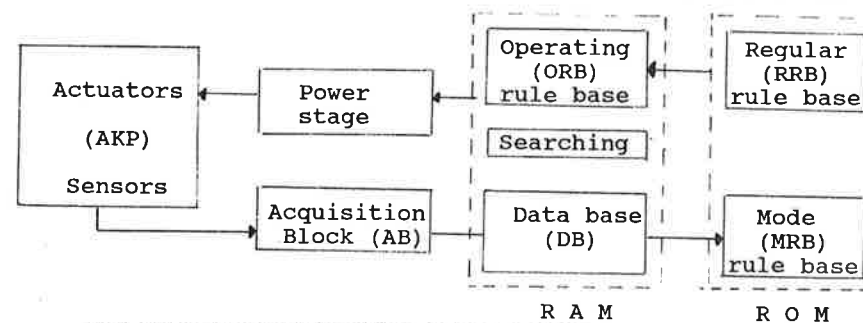 Actuators
(AKP)
Sensors
Power
stage
Operating
(ORB)
rule base
Regular
(RRB)
rule base
Searching
Acquisition
Block (AB)
Data base
(DB)
Mode
(MRB)
rule base
R A M
R O M